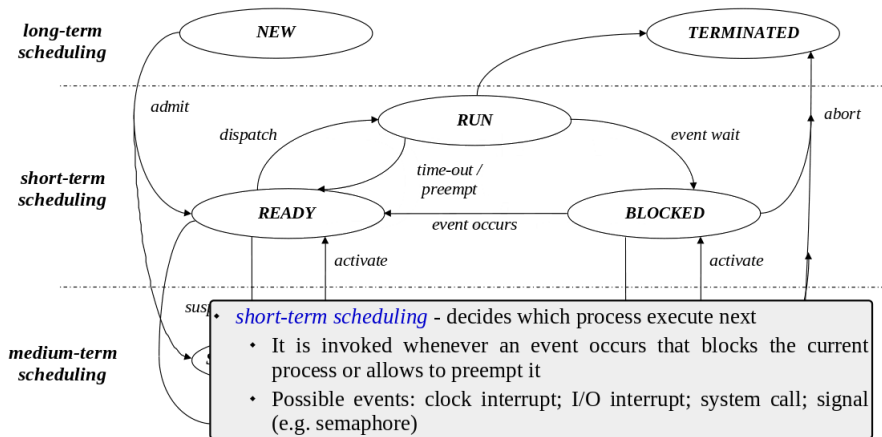 long-term
scheduling
NEW
TERMINATED
admit
RUN
abort
dispatch
event wait
short-term
scheduling
time-out /
preempt
READY
BLOCKED
event occurs
activate
activate
• short-term scheduling - decides which process execute next
• It is invoked whenever an event occurs that blocks the current
process or allows to preempt it
• Possible events: clock interrupt; I/O interrupt; system call; signal
(e.g. semaphore)
medium-term
scheduling